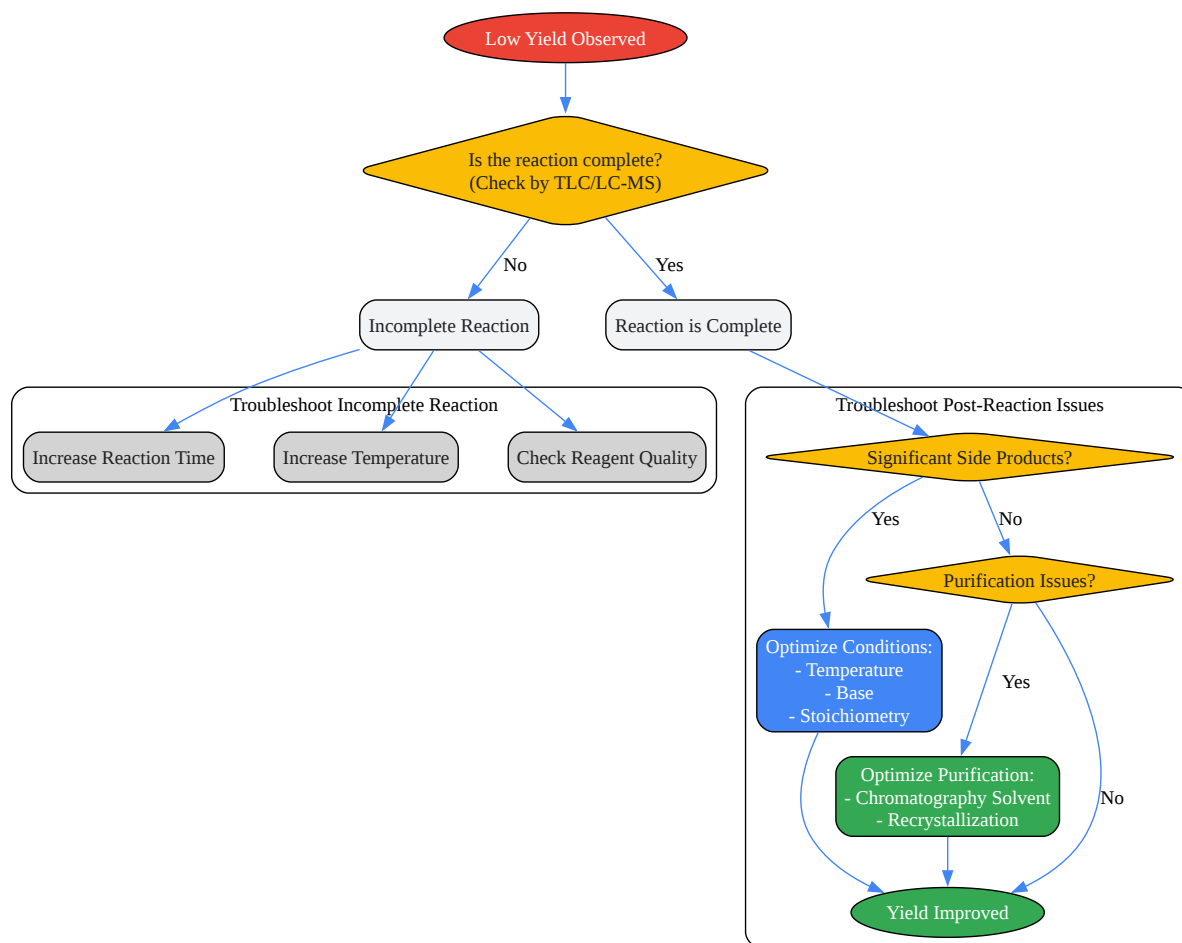 Low Yield Observed
Is the reaction complete?
(Check by TLC/LC-MS)
No
Yes
Incomplete Reaction
Reaction is Complete
Troubleshoot Incomplete Reaction
Increase Reaction Time
Increase Temperature
Check Reagent Quality
Troubleshoot Post-Reaction Issues
Significant Side Products?
Yes
No
Purification Issues?
Optimize Conditions:
- Temperature
- Base
- Stoichiometry
Yes
Optimize Purification:
- Chromatography Solvent
- Recrystallization
No
Yield Improved